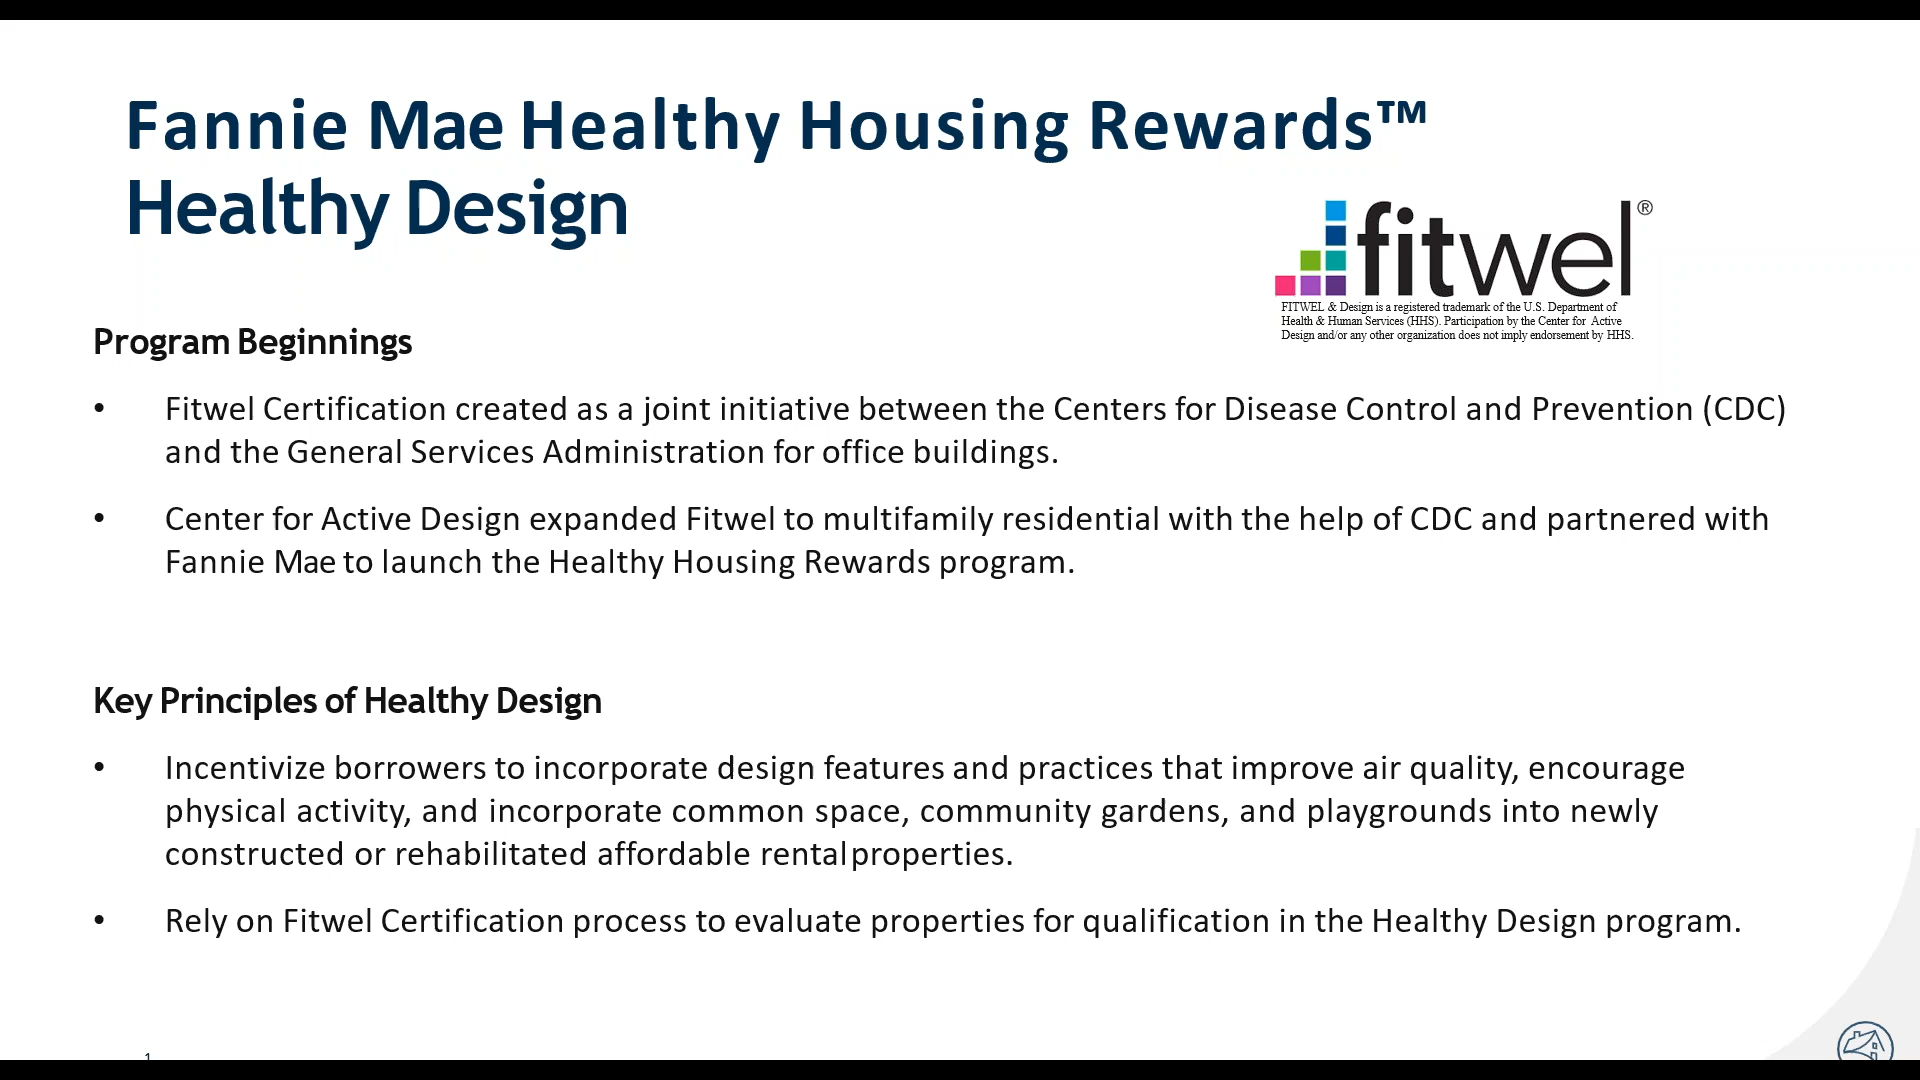 Fannie Mae Healthy Housing Rewards™
Healthy Design
fitwel®
FITWEL & Design is a registered trademark of the U.S. Department of
Health & Human Services (HHS). Participation by the Center for Active
Design and/or any other organization does not imply endorsement by HHS.
Program Beginnings
• Fitwel Certification created as a joint initiative between the Centers for Disease Control and Prevention (CDC)
and the General Services Administration for office buildings.
• Center for Active Design expanded Fitwel to multifamily residential with the help of CDC and partnered with
Fannie Mae to launch the Healthy Housing Rewards program.
Key Principles of Healthy Design
• Incentivize borrowers to incorporate design features and practices that improve air quality, encourage
physical activity, and incorporate common space, community gardens, and playgrounds into newly
constructed or rehabilitated affordable rental properties.
• Rely on Fitwel Certification process to evaluate properties for qualification in the Healthy Design program.
1